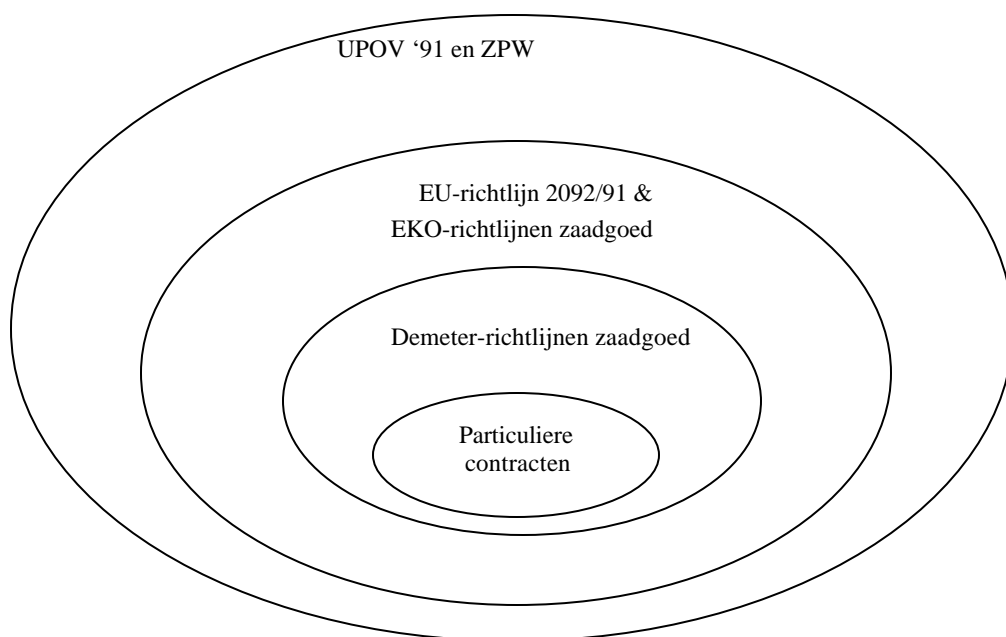 UPOV ‘91 en ZPW
EU-richtlijn 2092/91 &
EKO-richtlijnen zaadgoed
Demeter-richtlijnen zaadgoed
Particuliere
contracten